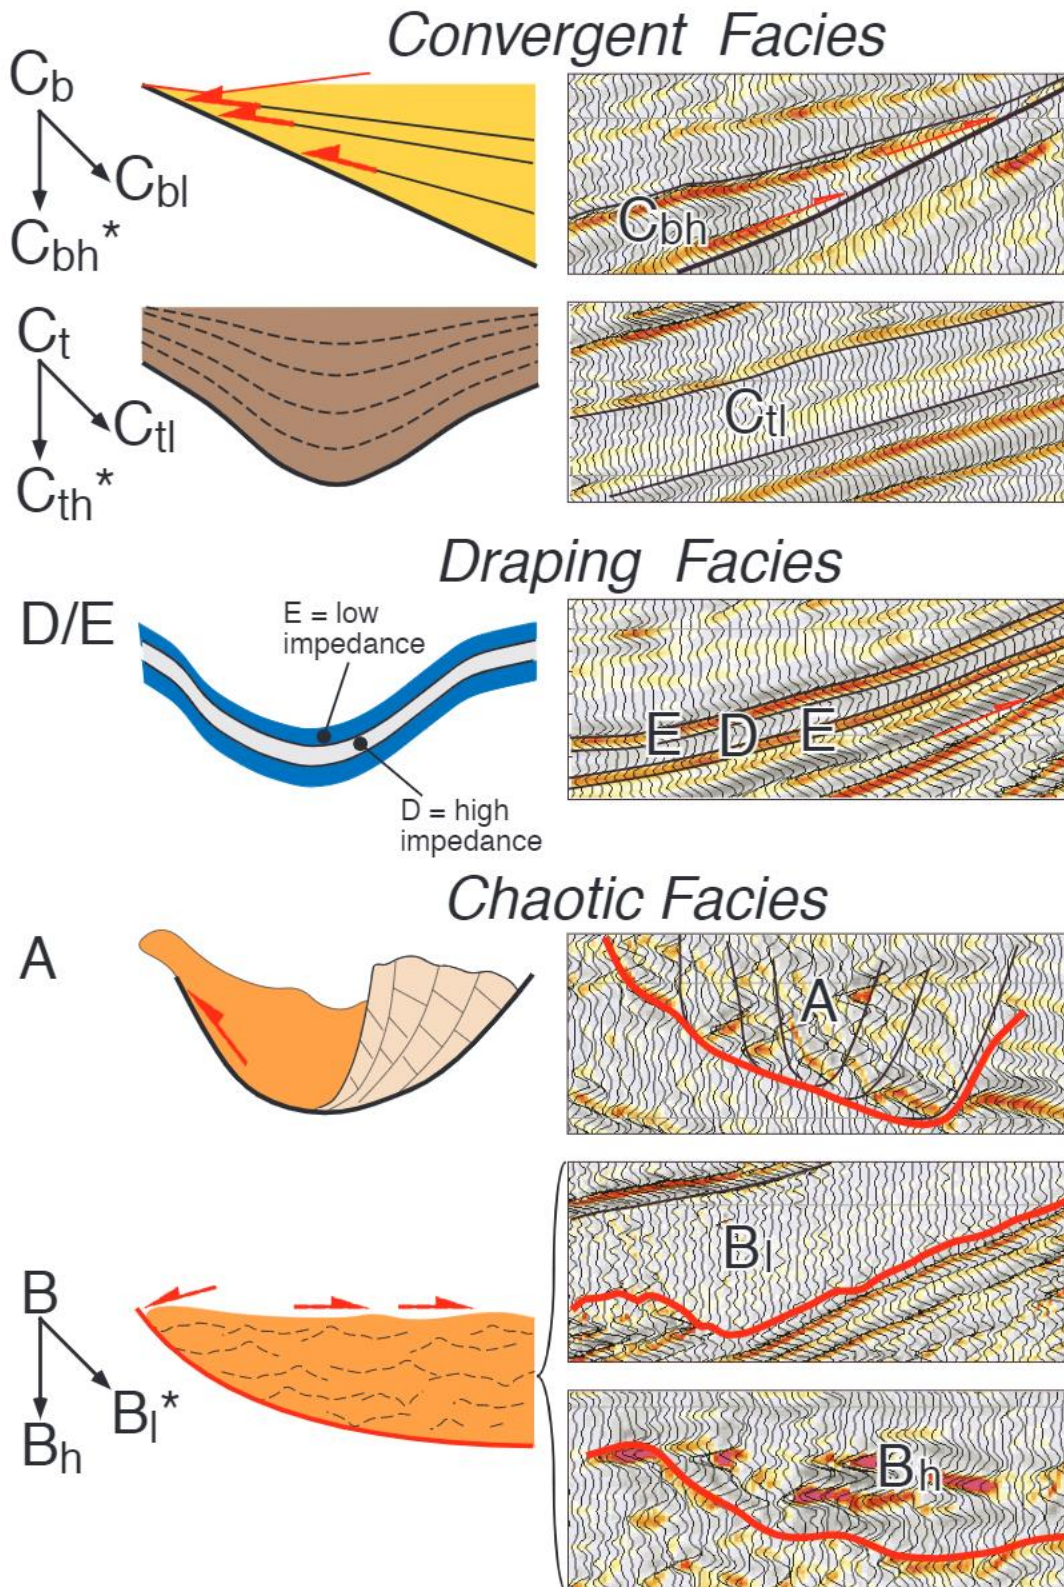 Convergent Facies
Cb
Cbl
Cbh*
Cbh
Ct
Ctl
Cth*
Ctl
Draping Facies
D/E
E = low
impedance
D = high
impedance
E D E
Chaotic Facies
A
A
B
Bl*
Bh
Bl
Bh